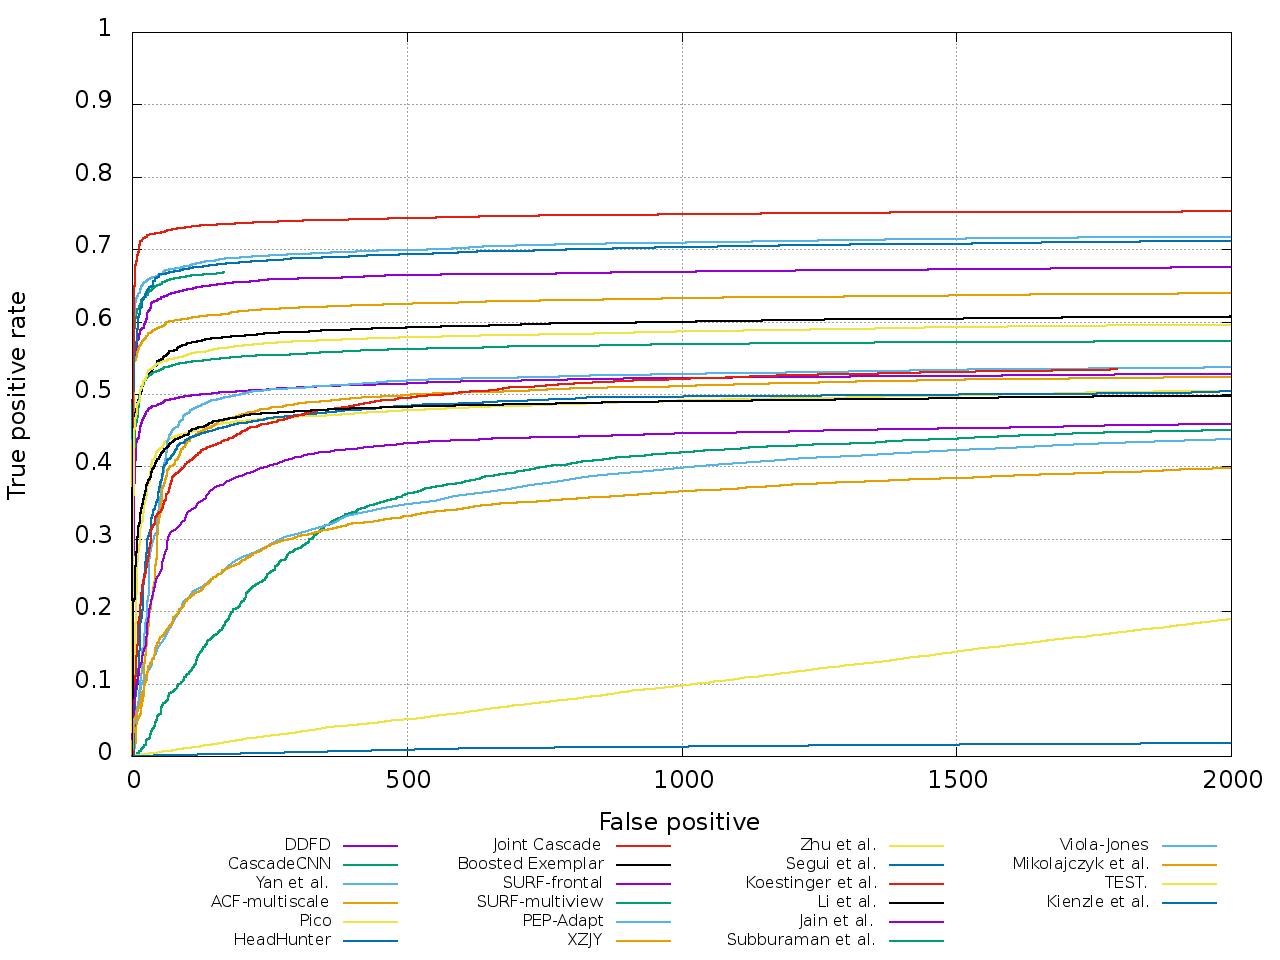 1
0.9
0.8
0.7
0.6
0.5
0.4
0.3
0.2
0.1
0
True positive rate
0 500 1000 1500 2000
False positive
DDFD Joint Cascade Zhu et al. Viola-Jones
CascadeCNN Boosted Exemplar Segui et al. Mikolajczyk et al.
Yan et al. SURF-frontal Koestinger et al. TEST.
ACF-multiscale SURF-multiview Li et al. Kienzle et al.
Pico PEP-Adapt Jain et al.
HeadHunter XZJY Subburaman et al.